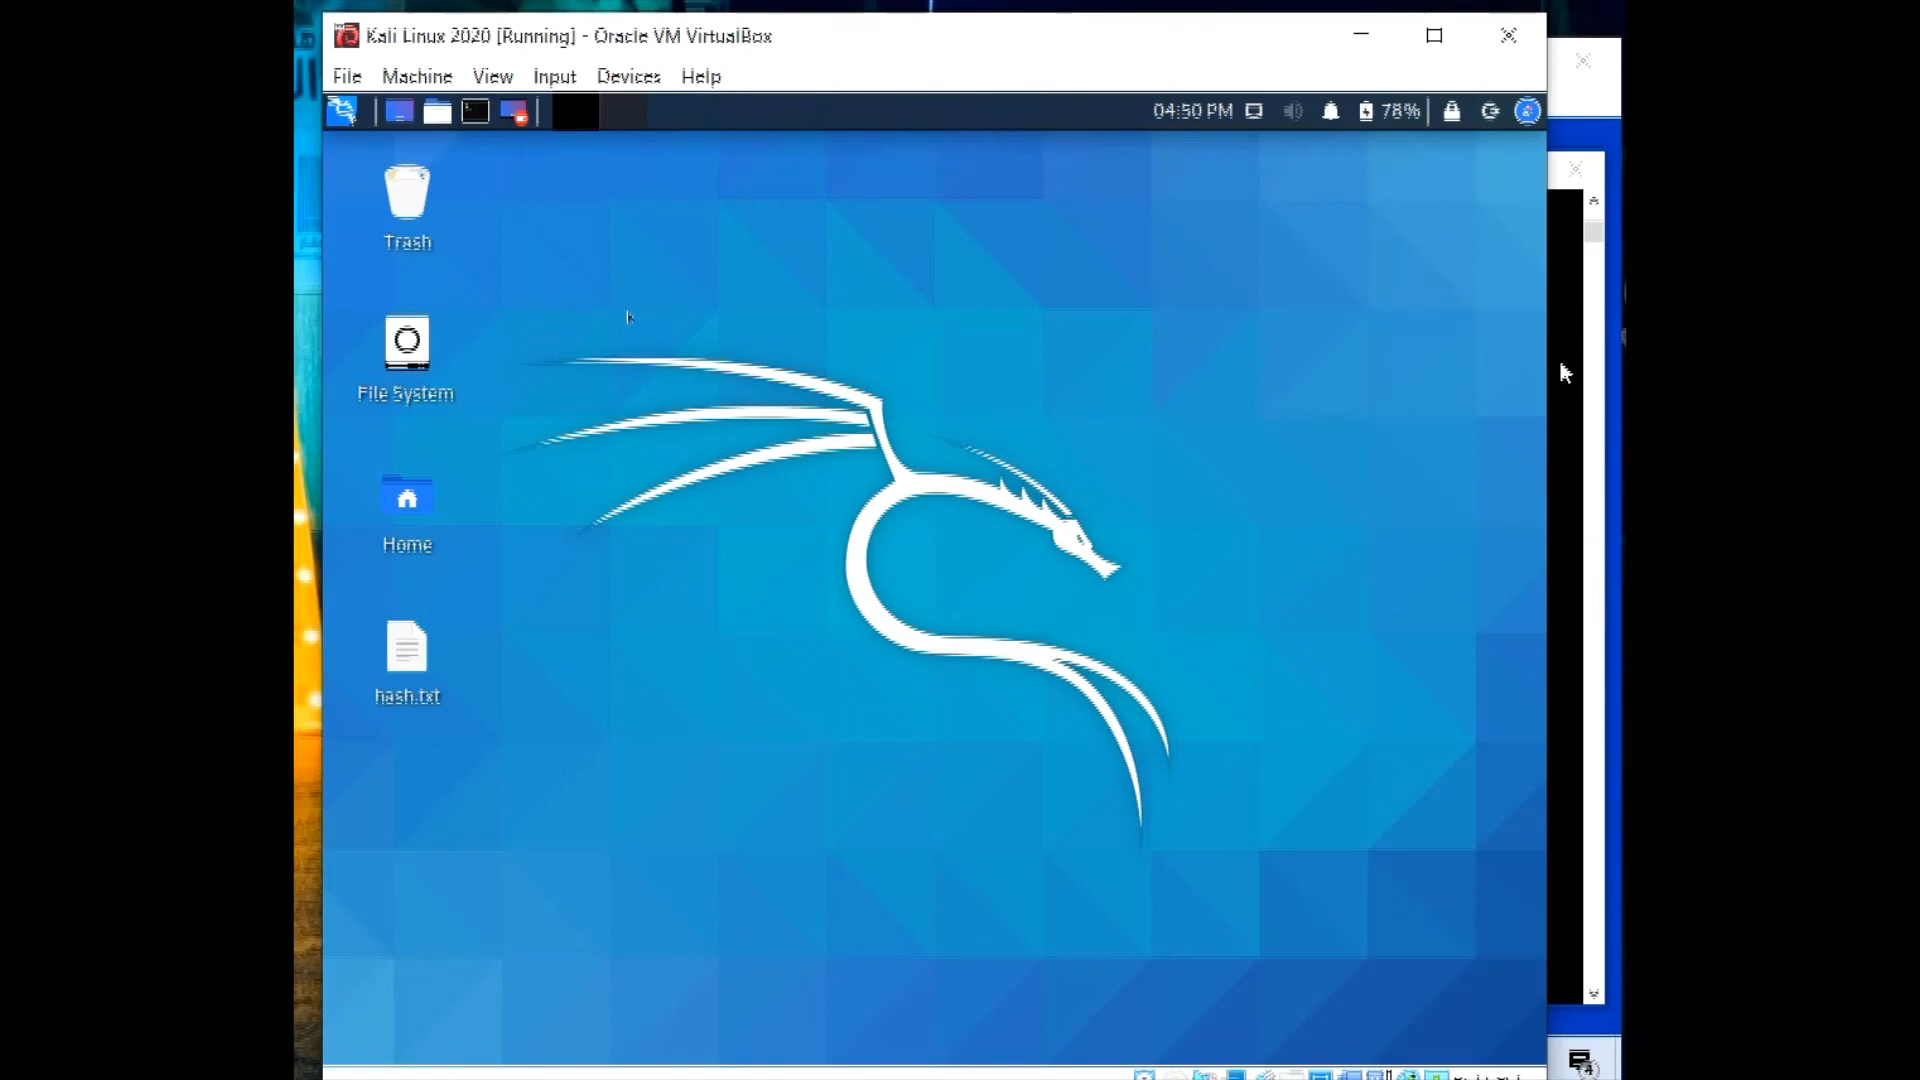 Kali Linux 2020 [Running] - Oracle VM VirtualBox
File Machine View Input Devices Help
04:50 PM 78%
Trash
File System
Home
hash.txt
4